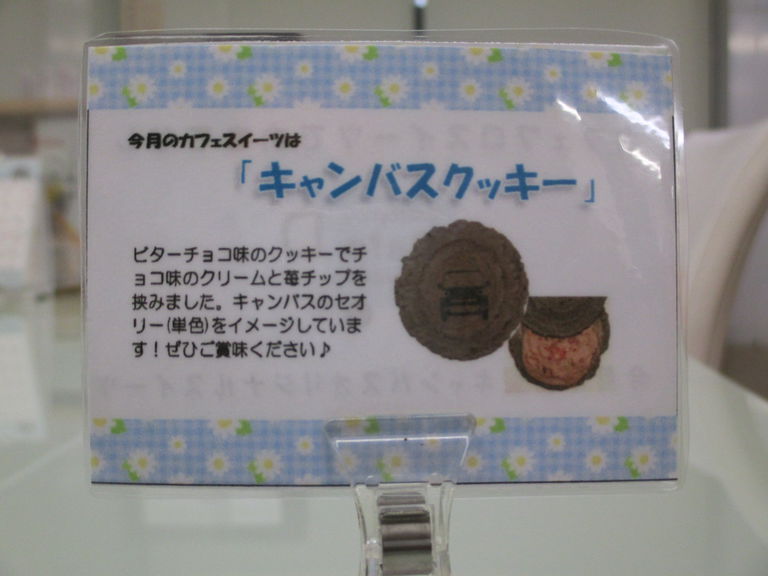 今月のカフェスイーツは
「キャンバスクッキー」
ビターチョコ味のクッキーでチ
ョコ味のクリームと苺チップを
挟みました。キャンバスのセオ
リー(単色)をイメージしていま
す！ぜひご賞味ください♪